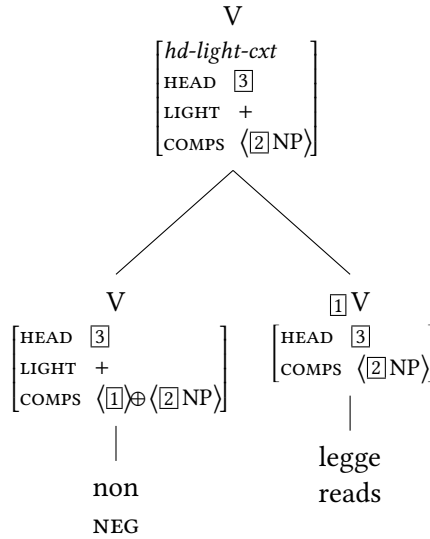 V
hd-light-cxt
HEAD 3
LIGHT +
COMPS ⟨2 NP⟩
V
HEAD 3
LIGHT +
COMPS ⟨1⟩⊕⟨2 NP⟩
non
NEG
1 V
HEAD 3
COMPS ⟨2 NP⟩
legge
reads